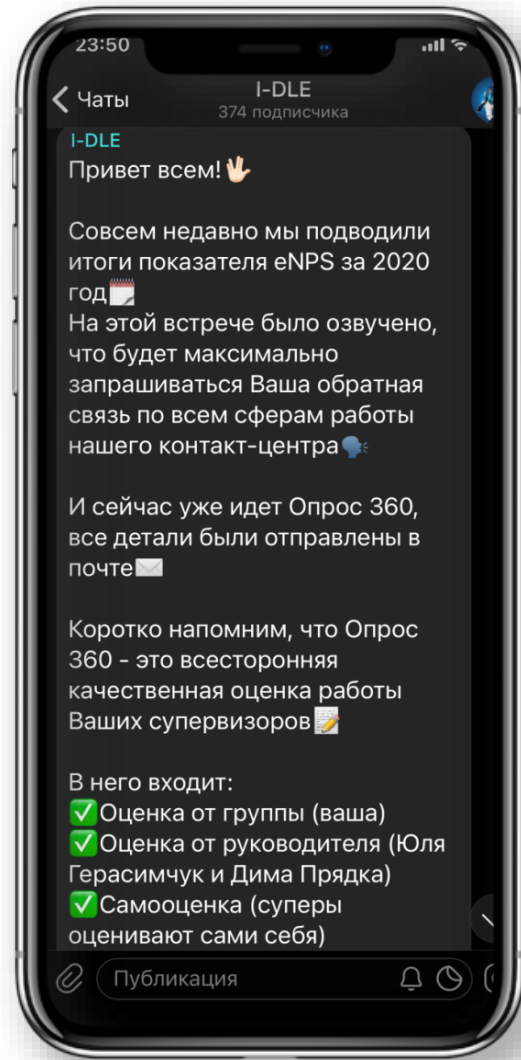 23:50
Чаты
I-DLE
374 подписчика
I-DLE
Привет всем!🖖🏻
Совсем недавно мы подводили
итоги показателя eNPS за 2020
год🗓
На этой встрече было озвучено,
что будет максимально
запрашиваться Ваша обратная
связь по всем сферам работы
нашего контакт-центра🗣
И сейчас уже идет Опрос 360,
все детали были отправлены в
почте✉️
Коротко напомним, что Опрос
360 - это всесторонняя
качественная оценка работы
Ваших супервизоров📝
В него входит:
✅Оценка от группы (ваша)
✅Оценка от руководителя (Юля
Герасимчук и Дима Прядка)
✅Самооценка (суперы
оценивают сами себя)
Публикация